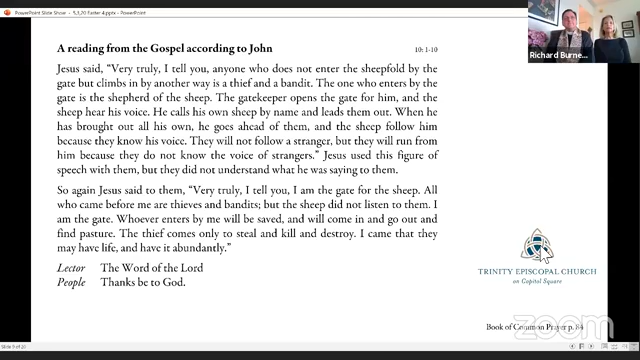 PowerPoint Slide Show - 5_3_20 Easter 4.pptx - PowerPoint
A reading from the Gospel according to John
10: 1-10
Jesus said, “Very truly, I tell you, anyone who does not enter the sheepfold by the
gate but climbs in by another way is a thief and a bandit. The one who enters by the
gate is the shepherd of the sheep. The gatekeeper opens the gate for him, and the
sheep hear his voice. He calls his own sheep by name and leads them out. When he
has brought out all his own, he goes ahead of them, and the sheep follow him
because they know his voice. They will not follow a stranger, but they will run from
him because they do not know the voice of strangers.” Jesus used this figure of
speech with them, but they did not understand what he was saying to them.
So again Jesus said to them, “Very truly, I tell you, I am the gate for the sheep. All
who came before me are thieves and bandits; but the sheep did not listen to them. I
am the gate. Whoever enters by me will be saved, and will come in and go out and
find pasture. The thief comes only to steal and kill and destroy. I came that they
may have life, and have it abundantly.”
Lector The Word of the Lord
People Thanks be to God.
Richard Burne...
TRINITY EPISCOPAL CHURCH
on Capitol Square
Book of Common Prayer p. 84
zoom
Slide 9 of 20